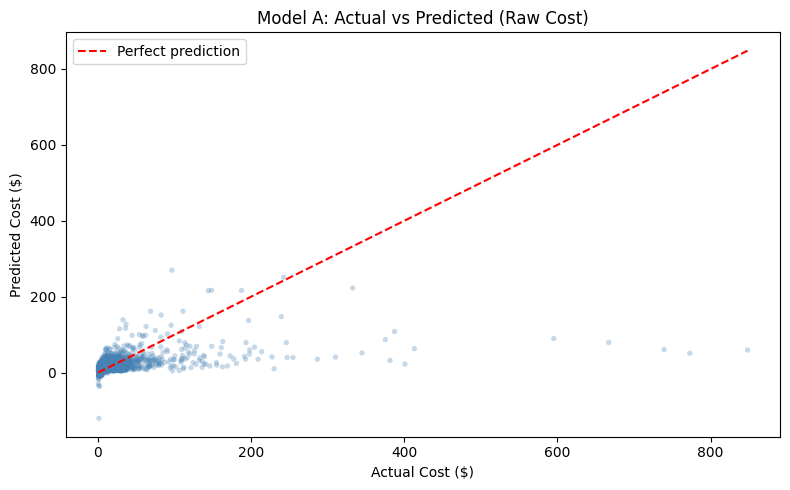 Model A: Actual vs Predicted (Raw Cost)
Perfect prediction
Predicted Cost ($)
800
600
400
200
0
0 200 400 600 800
Actual Cost ($)